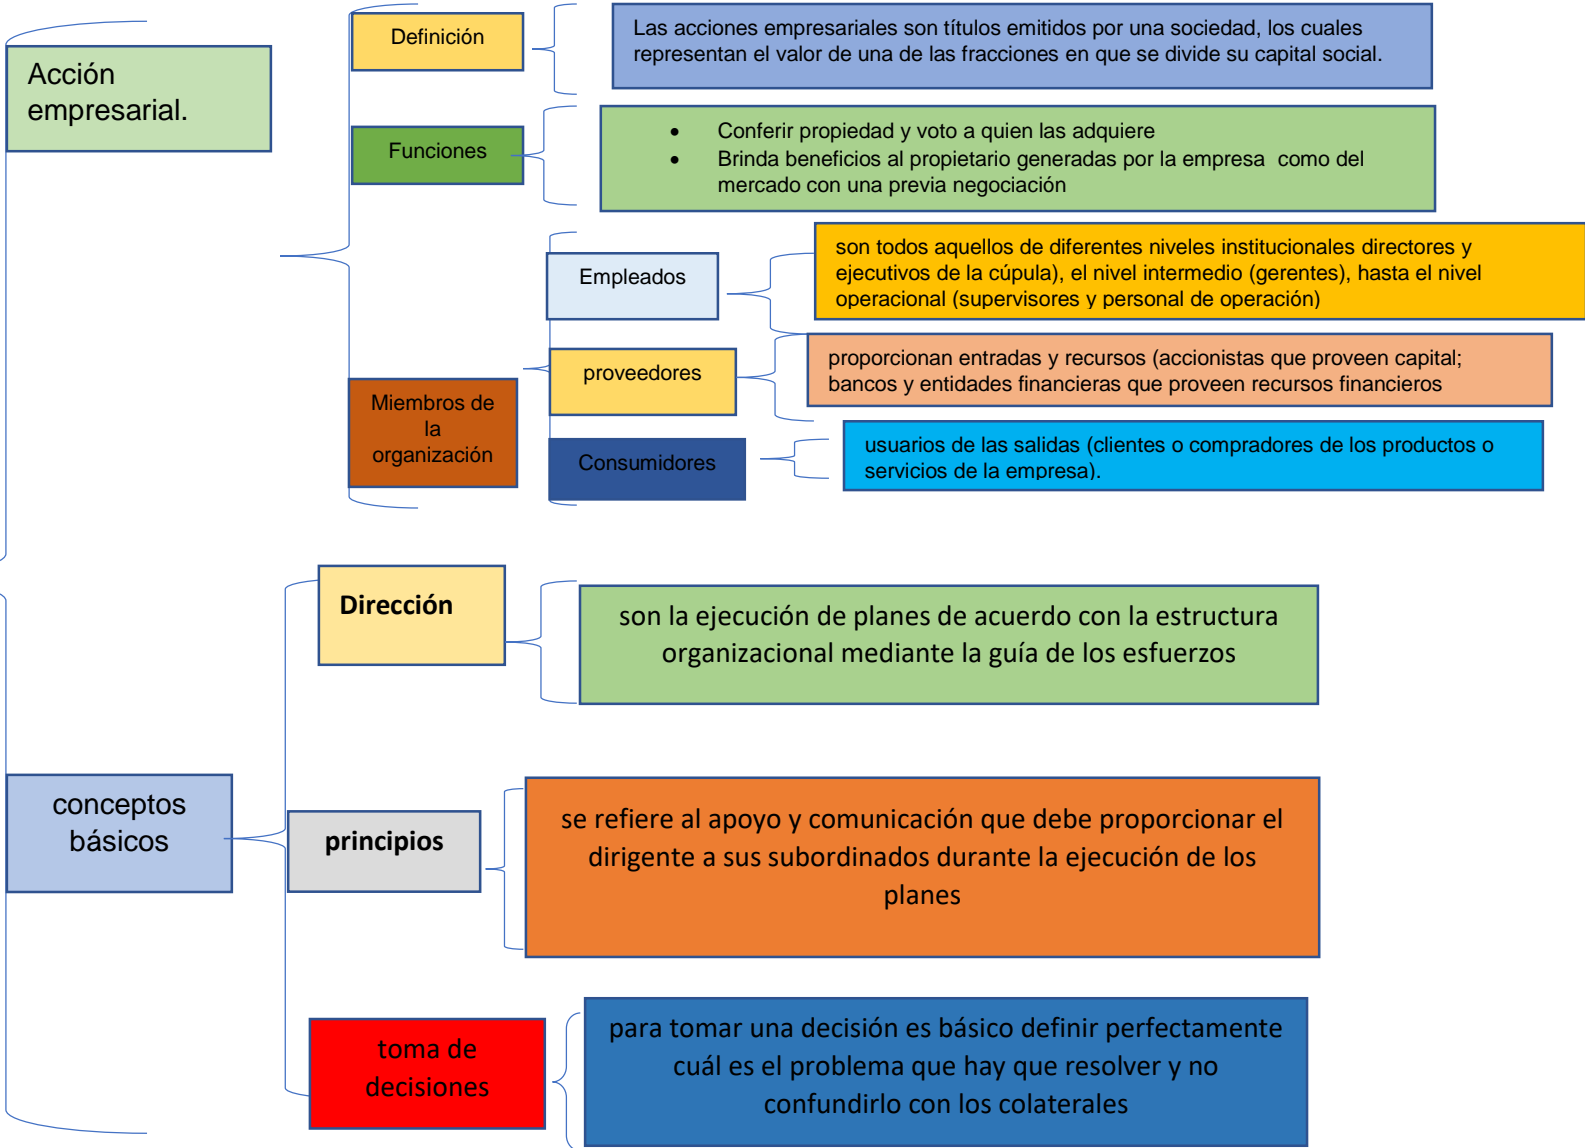 Acción
empresarial.
Definición
Las acciones empresariales son títulos emitidos por una sociedad, los cuales
representan el valor de una de las fracciones en que se divide su capital social.
Funciones
• Conferir propiedad y voto a quien las adquiere
• Brinda beneficios al propietario generadas por la empresa como del
mercado con una previa negociación
Miembros de
la
organización
Empleados
son todos aquellos de diferentes niveles institucionales directores y
ejecutivos de la cúpula), el nivel intermedio (gerentes), hasta el nivel
operacional (supervisores y personal de operación)
proveedores
proporcionan entradas y recursos (accionistas que proveen capital;
bancos y entidades financieras que proveen recursos financieros
Consumidores
usuarios de las salidas (clientes o compradores de los productos o
servicios de la empresa).
conceptos
básicos
Dirección
son la ejecución de planes de acuerdo con la estructura
organizacional mediante la guía de los esfuerzos
principios
se refiere al apoyo y comunicación que debe proporcionar el
dirigente a sus subordinados durante la ejecución de los
planes
toma de
decisiones
para tomar una decisión es básico definir perfectamente
cuál es el problema que hay que resolver y no
confundirlo con los colaterales